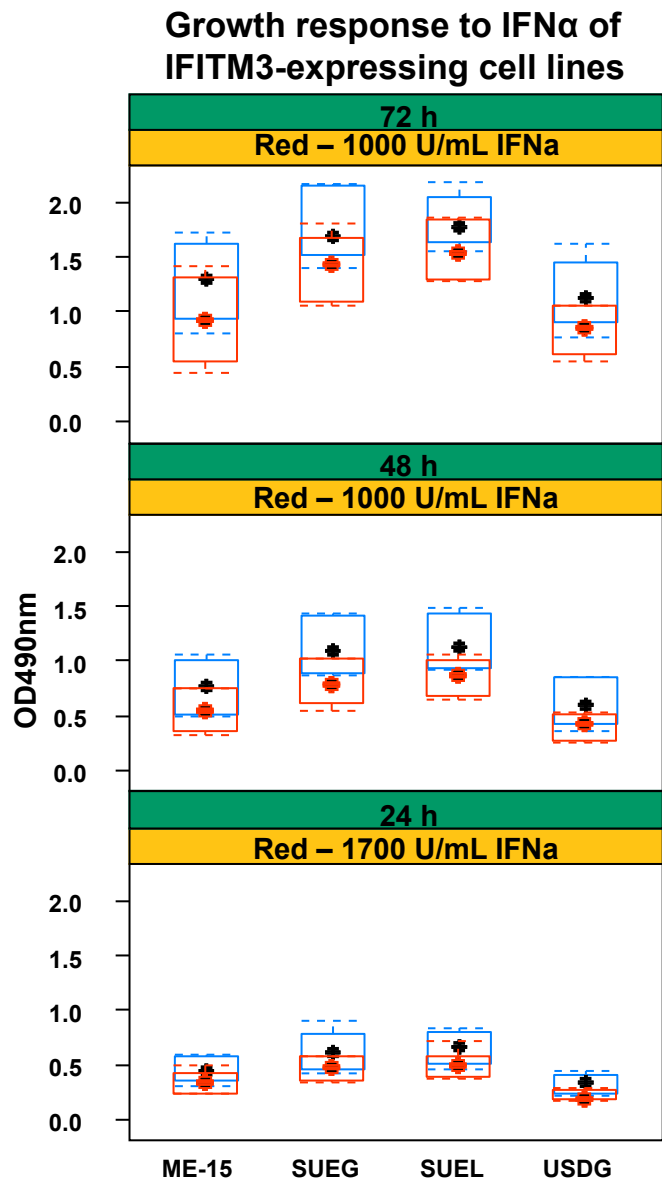 Growth response to IFNα of
IFITM3-expressing cell lines
72 h
Red – 1000 U/mL IFNa
2.0
1.5
1.0
0.5
0.0
48 h
Red – 1000 U/mL IFNa
2.0
1.5
1.0
0.5
0.0
OD490nm
24 h
Red – 1700 U/mL IFNa
2.0
1.5
1.0
0.5
0.0
ME-15 SUEG SUEL USDG